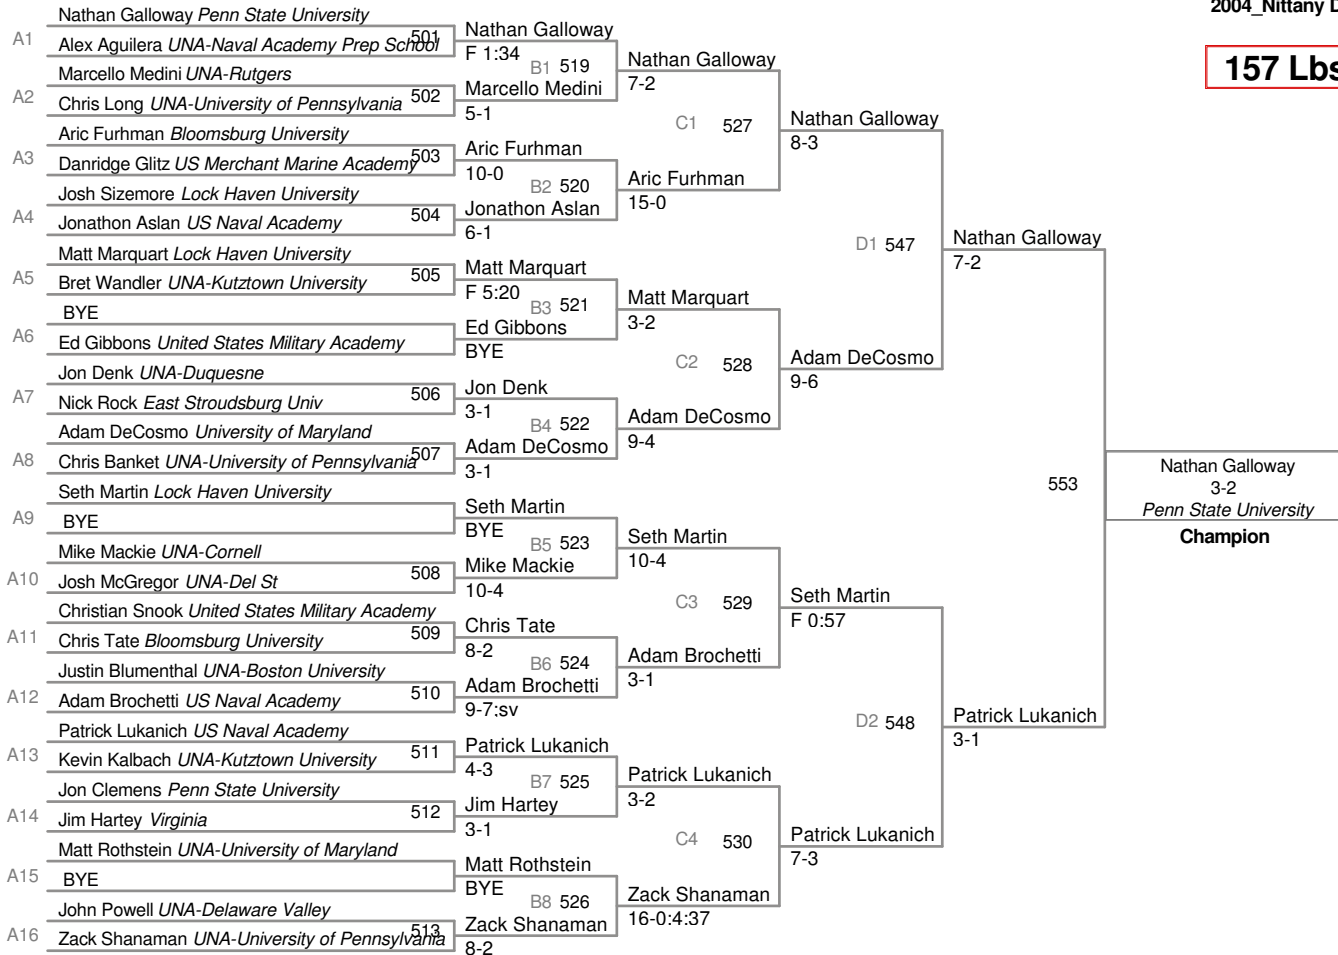 2004_Nittany D
157 Lbs
A1
Nathan Galloway Penn State University
Alex Aguilera UNA-Naval Academy Prep School
501
A2
Marcello Medini UNA-Rutgers
Chris Long UNA-University of Pennsylvania
502
A3
Aric Furhman Bloomsburg University
Danridge Glitz US Merchant Marine Academy
503
A4
Josh Sizemore Lock Haven University
Jonathon Aslan US Naval Academy
504
A5
Matt Marquart Lock Haven University
Bret Wandler UNA-Kutztown University
505
A6
BYE
Ed Gibbons United States Military Academy
A7
Jon Denk UNA-Duquesne
Nick Rock East Stroudsburg Univ
506
A8
Adam DeCosmo University of Maryland
Chris Banket UNA-University of Pennsylvania
507
A9
Seth Martin Lock Haven University
BYE
A10
Mike Mackie UNA-Cornell
Josh McGregor UNA-Del St
508
A11
Christian Snook United States Military Academy
Chris Tate Bloomsburg University
509
A12
Justin Blumenthal UNA-Boston University
Adam Brochetti US Naval Academy
510
A13
Patrick Lukanich US Naval Academy
Kevin Kalbach UNA-Kutztown University
511
A14
Jon Clemens Penn State University
Jim Hartey Virginia
512
A15
Matt Rothstein UNA-University of Maryland
BYE
A16
John Powell UNA-Delaware Valley
Zack Shanaman UNA-University of Pennsylvania
513
Nathan Galloway
F 1:34
B1 519
Marcello Medini
5-1
Aric Furhman
10-0
B2 520
Jonathon Aslan
6-1
Matt Marquart
F 5:20
B3 521
Ed Gibbons
BYE
Jon Denk
3-1
B4 522
Adam DeCosmo
3-1
Seth Martin
BYE
B5 523
Mike Mackie
10-4
Chris Tate
8-2
B6 524
Adam Brochetti
9-7:sv
Patrick Lukanich
4-3
B7 525
Jim Hartey
3-1
Matt Rothstein
BYE
B8 526
Zack Shanaman
8-2
Nathan Galloway
7-2
C1 527
Aric Furhman
15-0
Matt Marquart
3-2
C2 528
Adam DeCosmo
9-4
Seth Martin
10-4
C3 529
Adam Brochetti
3-1
Patrick Lukanich
3-2
C4 530
Zack Shanaman
16-0:4:37
Nathan Galloway
8-3
D1 547
Adam DeCosmo
9-6
Seth Martin
F 0:57
D2 548
Patrick Lukanich
7-3
Nathan Galloway
7-2
553
Patrick Lukanich
3-1
Nathan Galloway
3-2
Penn State University
Champion